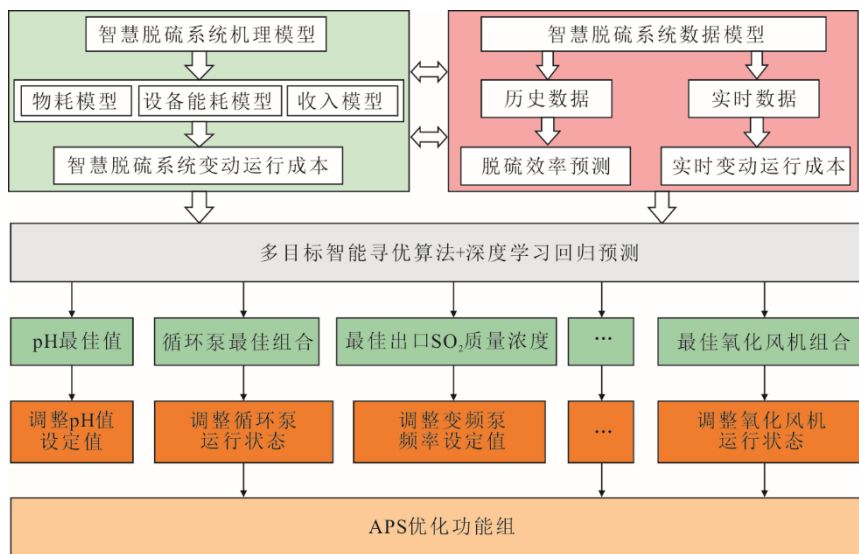 智慧脱硫系统机理模型
物耗模型
设备能耗模型
收入模型
智慧脱硫系统变动运行成本
智慧脱硫系统数据模型
历史数据
实时数据
脱硫效率预测
实时变动运行成本
多目标智能寻优算法+深度学习回归预测
pH最佳值
循环泵最佳组合
最佳出口SO₂质量浓度
...
最佳氧化风机组合
调整pH值
设定值
调整循环泵
运行状态
调整变频泵
频率设定值
...
调整氧化风机
运行状态
APS优化功能组